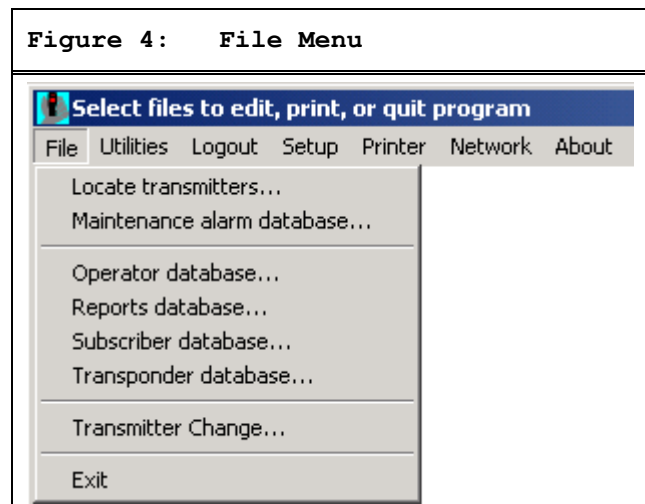 Figure 4: File Menu
Select files to edit, print, or quit program
File Utilities Logout Setup Printer Network About
Locate transmitters...
Maintenance alarm database...
Operator database...
Reports database...
Subscriber database...
Transponder database...
Transmitter Change...
Exit